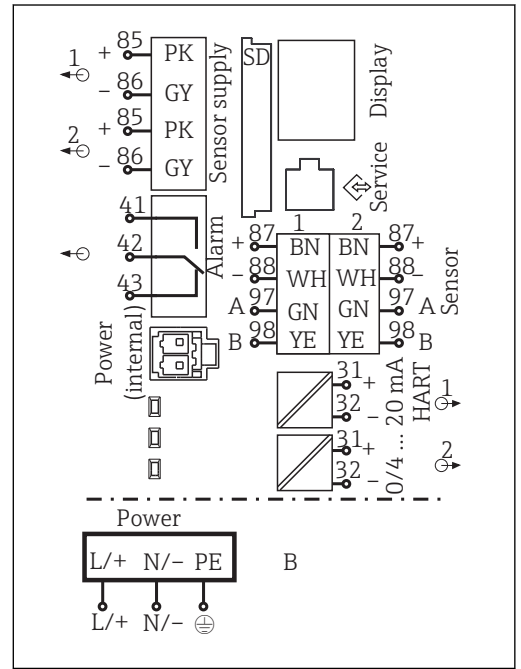 1 + 85 PK
– 86 GY
2 + 85 PK
– 86 GY
Sensor supply
SD
Display
Service
41
42
43
Alarm
1 2
+ 87 BN BN 87 +
– 88 WH WH 88 –
A 97 GN GN 97 A
B 98 YE YE 98 B
Sensor
Power
(internal)
31 +
32 –
31 +
32 –
0/4 ... 20 mA
HART
1
2
Power
L/+ N/– PE
B
L/+ N/–